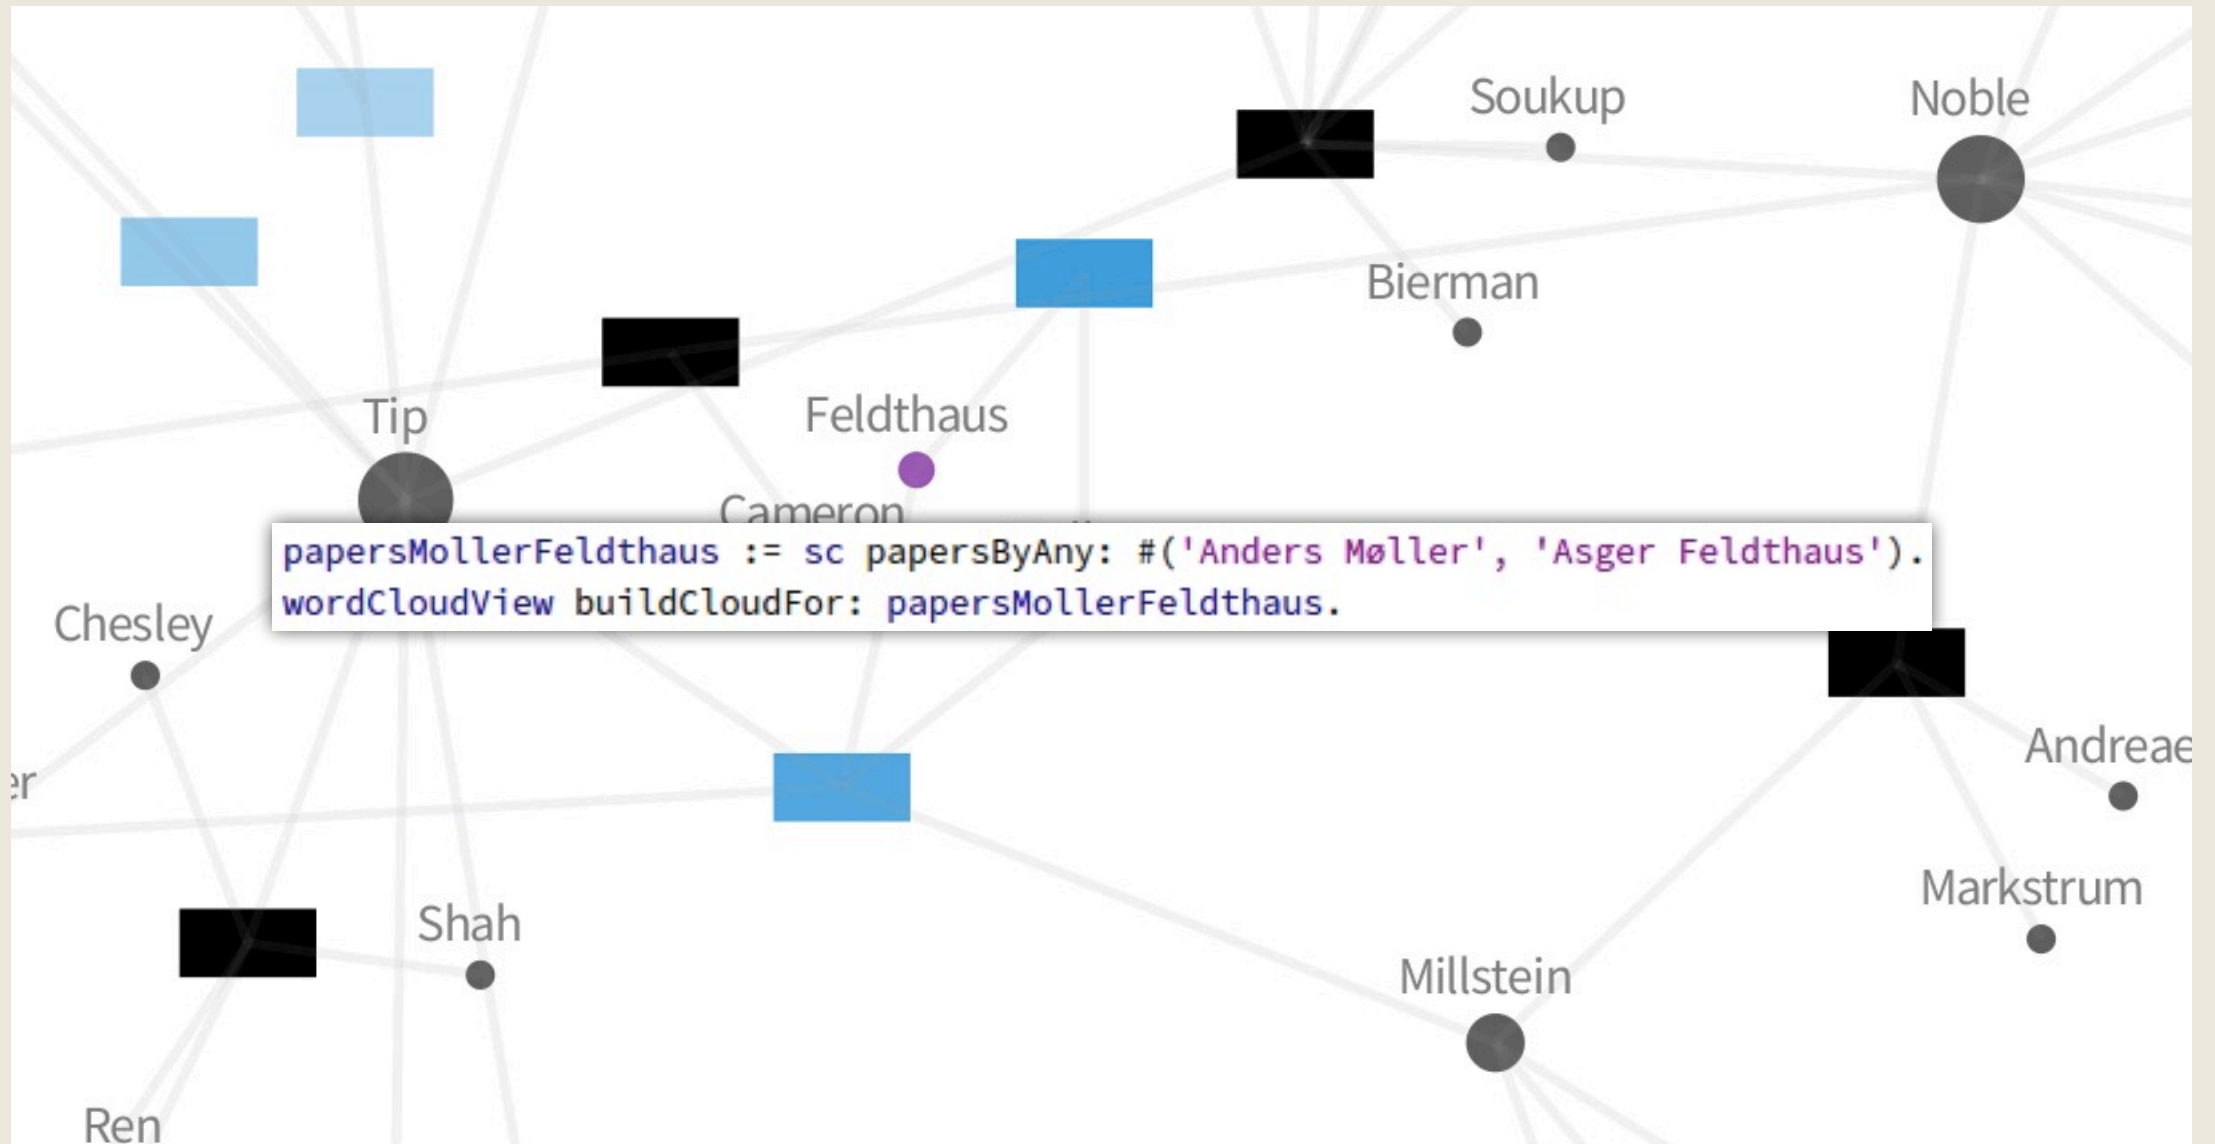 Soukup
Noble
Bierman
Tip
Feldthaus
Cameron
papersMollerFeldthaus := sc papersByAny: #('Anders Møller', 'Asger Feldthaus').
wordCloudView buildCloudFor: papersMollerFeldthaus.
Chesley
Andreae
er
Markstrum
Shah
Millstein
Ren